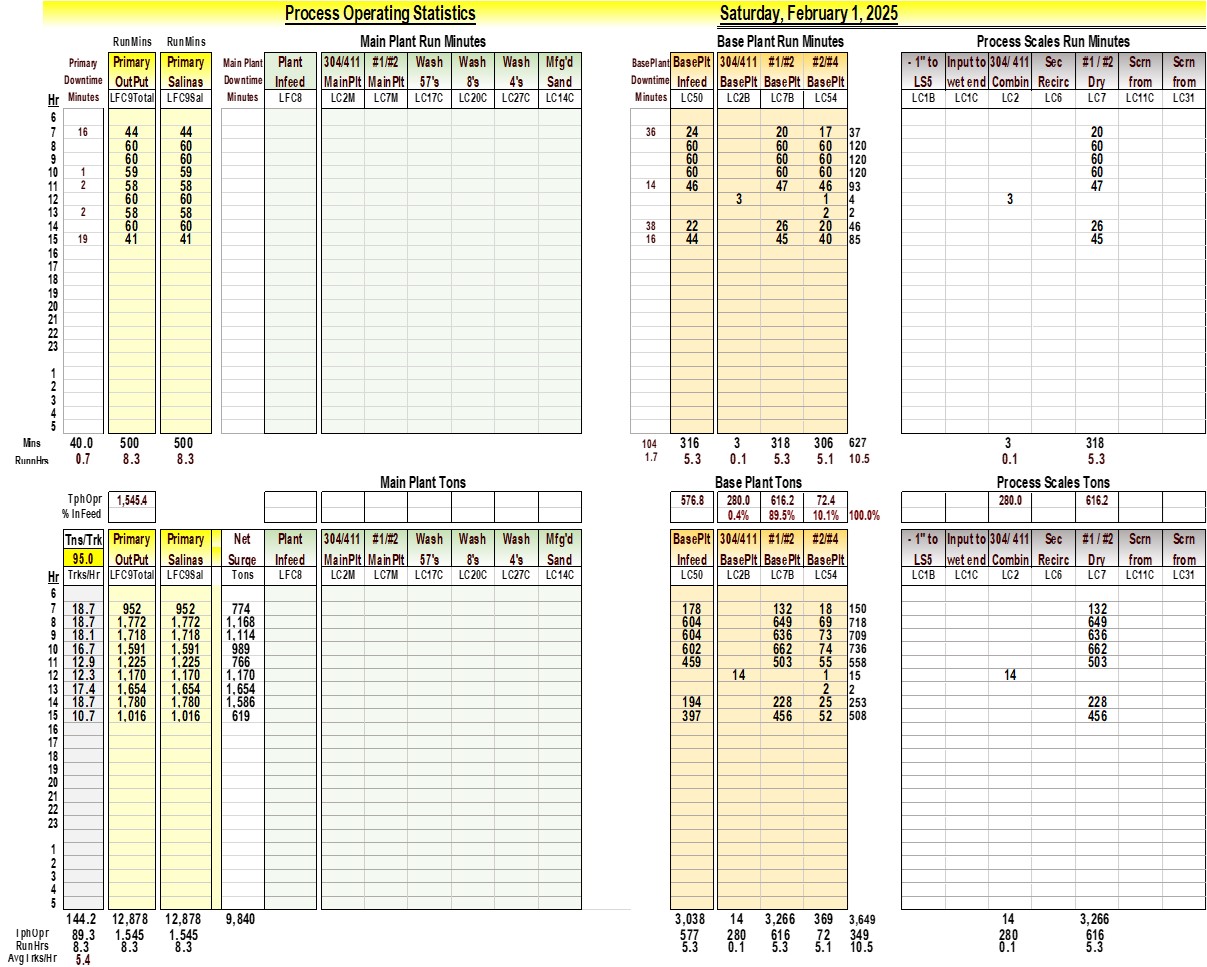 Process Operating Statistics Saturday, February 1, 2025
RunMins RunMins Main Plant Run Minutes Base Plant Run Minutes Process Scales Run Minutes
Primary Primary Primary Main Plant Plant 304/411 #1/#2 Wash Wash Wash Mfg'd BasePlant BasePlt 304/411 #1/#2 #2/#4 - 1" to Input to 304/ 411 Sec #1 / #2 Scrn Scrn
Downtime OutPut Salinas Downtime Infeed MainPlt MainPlt 57's 8's 4's Sand Downtime Infeed BasePlt BasePlt BasePlt LS5 wet end Combin Recirc Dry from from
Hr Minutes LFC9Total LFC9Sal Minutes LFC8 LC2M LC7M LC17C LC20C LC27C LC14C Minutes LC50 LC2B LC7B LC54 LC1B LC1C LC2 LC6 LC7 LC11C LC31
6
7 16 44 44 36 24 20 17 37 20
8 60 60 60 60 60 120 60
9 60 60 60 60 60 120 60
10 1 59 59 60 60 60 120 60
11 2 58 58 14 46 47 46 93 47
12 60 60 3 1 4 3
13 2 58 58 2 2
14 60 60 38 22 26 20 46 26
15 19 41 41 16 44 45 40 85 45
16
17
18
19
20
21
22
23
1
2
3
4
5
Mins 40.0 500 500 104 316 3 318 306 627 3 318
RunnHrs 0.7 8.3 8.3 1.7 5.3 0.1 5.3 5.1 10.5 0.1 5.3
Main Plant Tons Base Plant Tons Process Scales Tons
TphOpr 1,545.4 576.8 280.0 616.2 72.4 280.0 616.2
% InFeed 0.4% 89.5% 10.1% 100.0%
Tns/Trk Primary Primary Net Plant 304/411 #1/#2 Wash Wash Wash Mfg'd BasePlt 304/411 #1/#2 #2/#4 - 1" to Input to 304/ 411 Sec #1 / #2 Scrn Scrn
95.0 OutPut Salinas Surge Infeed MainPlt MainPlt 57's 8's 4's Sand Infeed BasePlt BasePlt BasePlt LS5 wet end Combin Recirc Dry from from
Hr Trks/Hr LFC9Total LFC9Sal Tons LFC8 LC2M LC7M LC17C LC20C LC27C LC14C LC50 LC2B LC7B LC54 LC1B LC1C LC2 LC6 LC7 LC11C LC31
6
7 18.7 952 952 774 178 132 18 150 132
8 18.7 1,772 1,772 1,168 604 649 69 718 649
9 18.1 1,718 1,718 1,114 604 636 73 709 636
10 16.7 1,591 1,591 989 602 662 74 736 662
11 12.9 1,225 1,225 766 459 503 55 558 503
12 12.3 1,170 1,170 1,170 14 1 15 14
13 17.4 1,654 1,654 1,654 2 2
14 18.7 1,780 1,780 1,586 194 228 25 253 228
15 10.7 1,016 1,016 619 397 456 52 508 456
16
17
18
19
20
21
22
23
1
2
3
4
5
144.2 12,878 12,878 9,840 3,038 14 3,266 369 3,649 14 3,266
TphOpr 89.3 1.545 1.545 577 280 616 72 349 280 616
RunHrs 8.3 8.3 8.3 5.3 0.1 5.3 5.1 10.5 0.1 5.3
AvgTrks/Hr 5.4